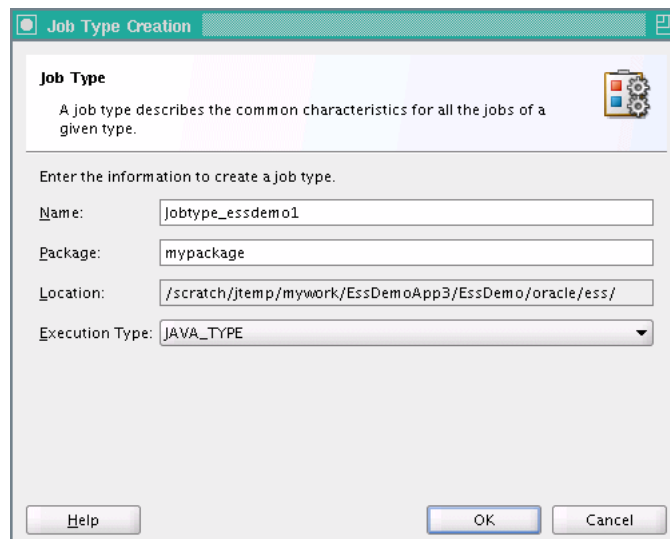 Job Type Creation
Job Type
A job type describes the common characteristics for all the jobs of a
given type.
Enter the information to create a job type.
Name: Jobtype_essdemo1
Package: mypackage
Location: /scratch/jtemp/mywork/EssDemoApp3/EssDemo/oracle/ess/
Execution Type: JAVA_TYPE
Help OK Cancel